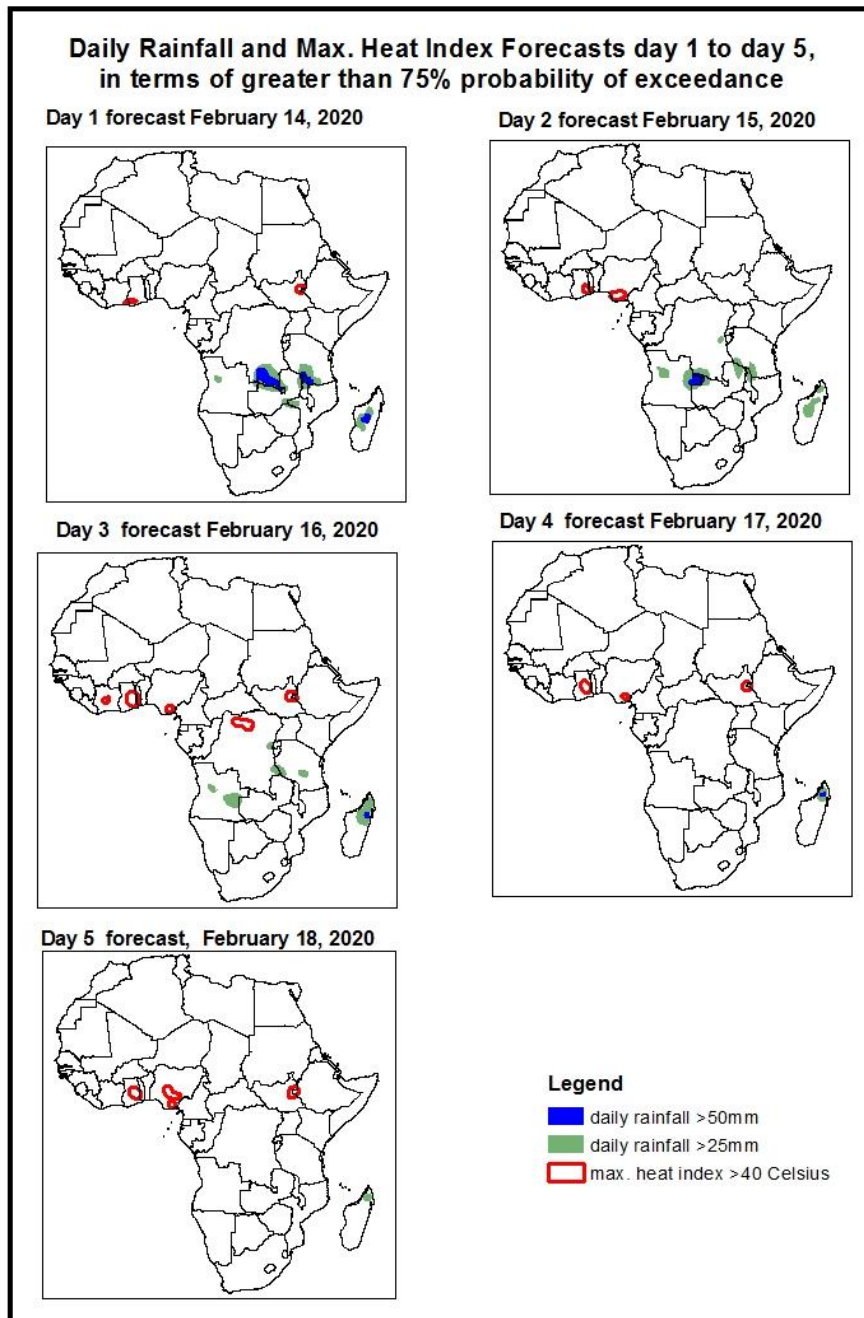 Daily Rainfall and Max. Heat Index Forecasts day 1 to day 5,
in terms of greater than 75% probability of exceedance
Day 1 forecast February 14, 2020
Day 2 forecast February 15, 2020
Day 3 forecast February 16, 2020
Day 4 forecast February 17, 2020
Day 5 forecast, February 18, 2020
Legend
daily rainfall >50mm
daily rainfall >25mm
max. heat index >40 Celsius